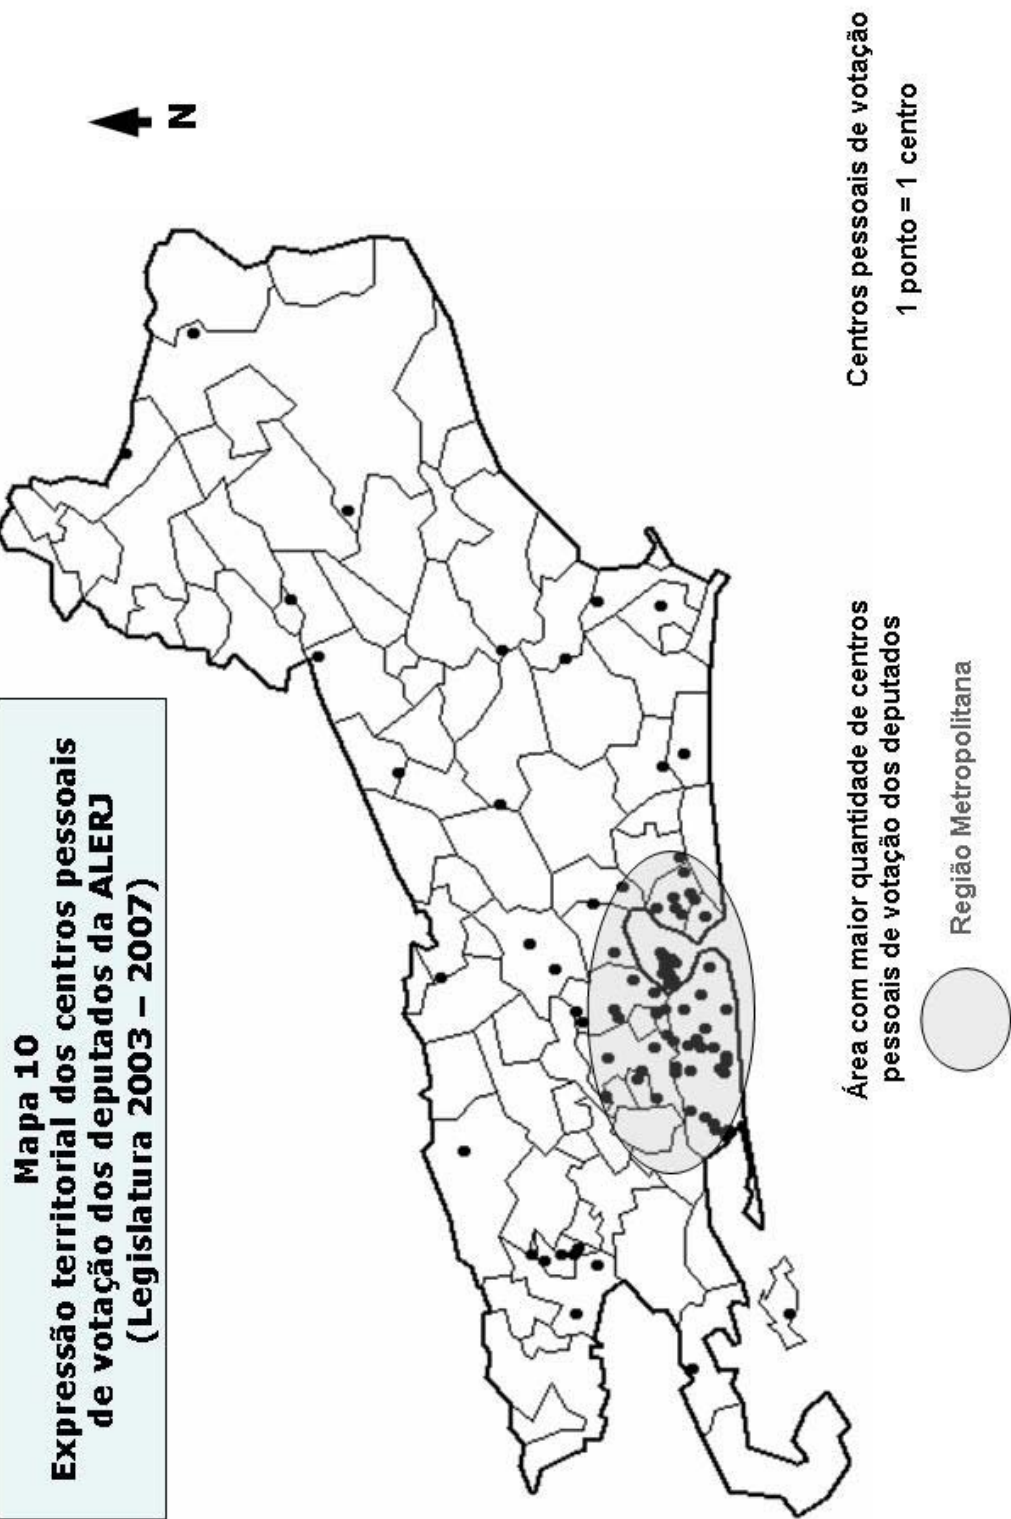 Mapa 10
Expressão territorial dos centros pessoais
de votação dos deputados da ALERJ
(Legislatura 2003 – 2007)
N
Centros pessoais de votação
1 ponto = 1 centro
Área com maior quantidade de centros
pessoais de votação dos deputados
Região Metropolitana